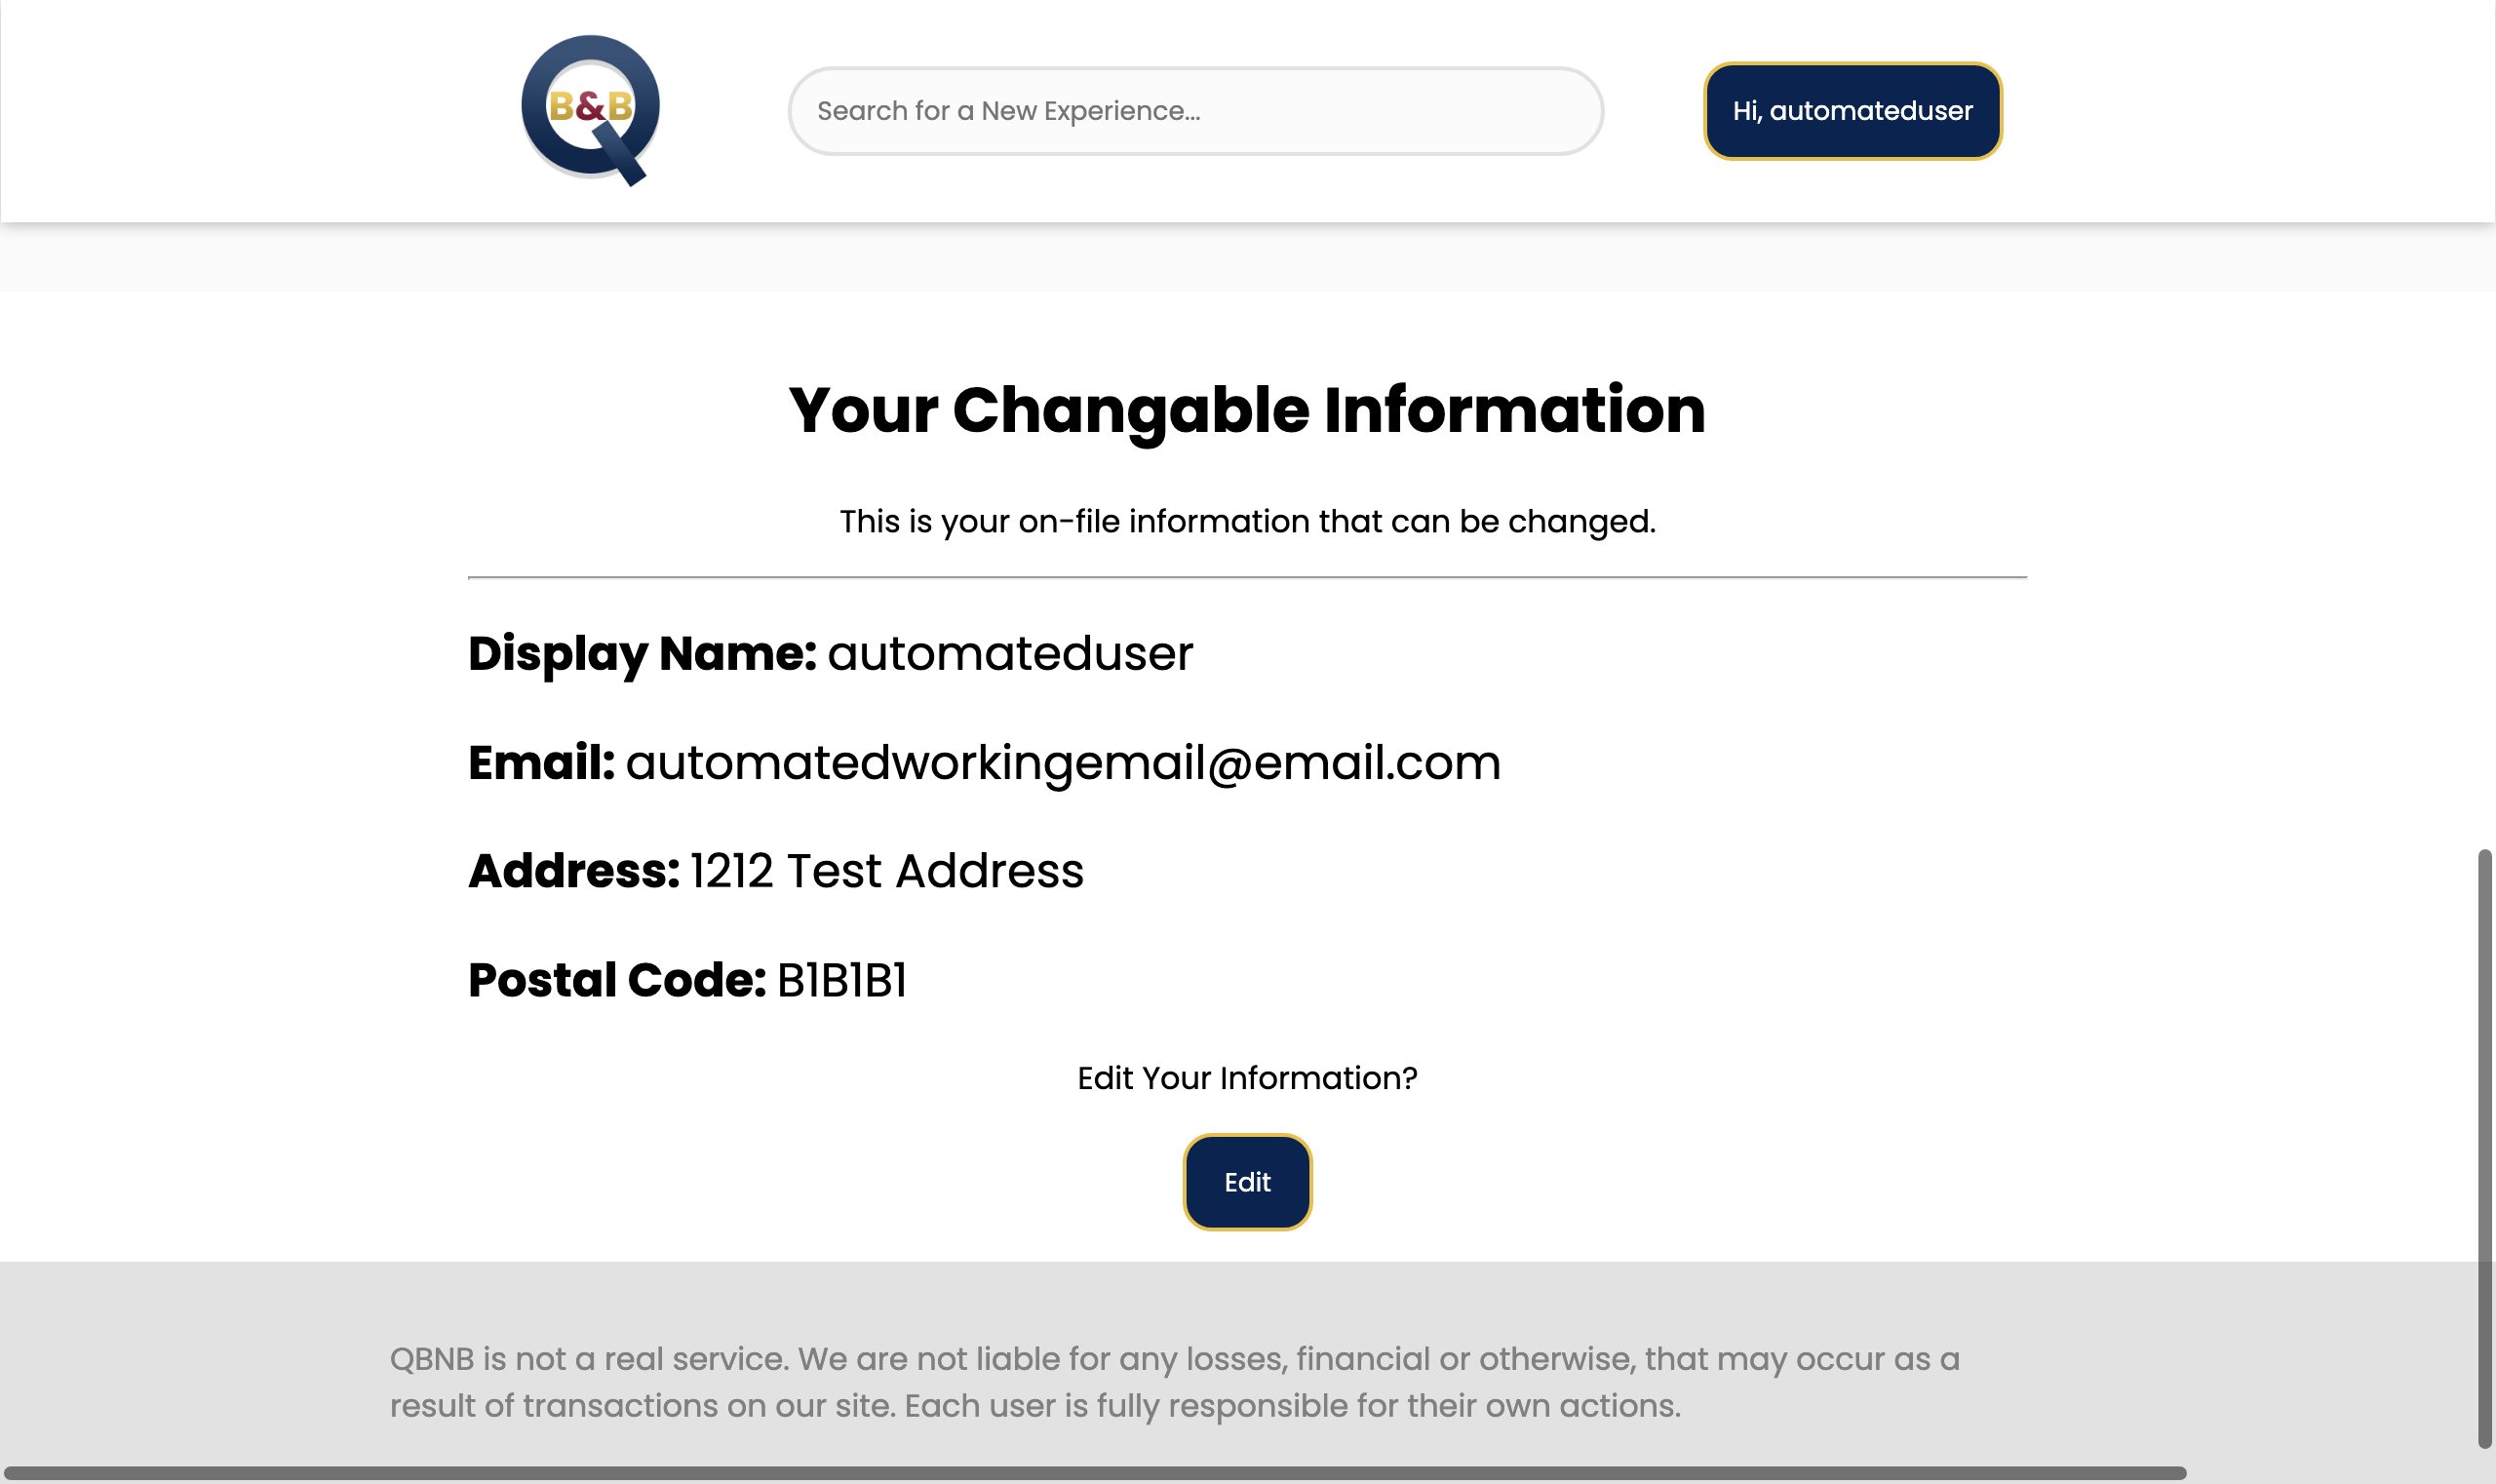 B&B
Search for a New Experience...
Hi, automateduser
Your Changable Information
This is your on-file information that can be changed.
Display Name: automateduser
Email: automatedworkingemail@email.com
Address: 1212 Test Address
Postal Code: B1B1B1
Edit Your Information?
Edit
QBNB is not a real service. We are not liable for any losses, financial or otherwise, that may occur as a
result of transactions on our site. Each user is fully responsible for their own actions.